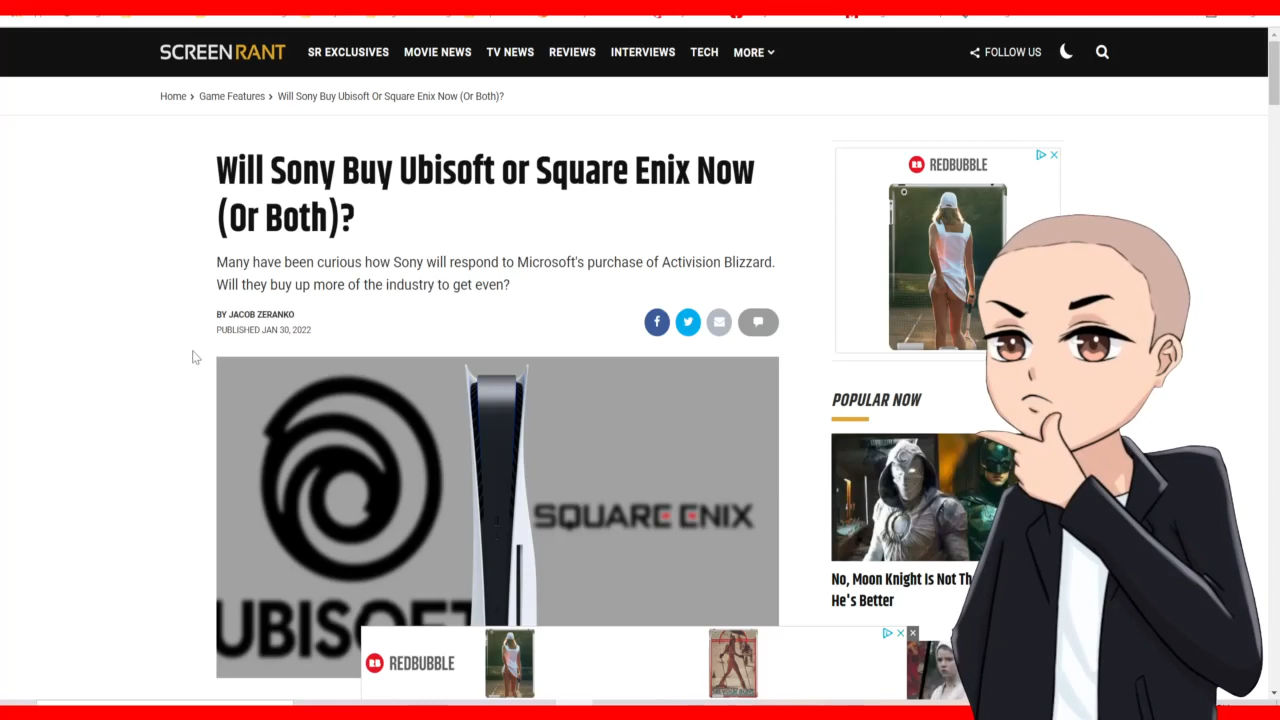 SCREENRANT SR EXCLUSIVES MOVIE NEWS TV NEWS REVIEWS INTERVIEWS TECH MORE FOLLOW US
Home > Game Features > Will Sony Buy Ubisoft Or Square Enix Now (Or Both)?
Will Sony Buy Ubisoft or Square Enix Now
(Or Both)?
Many have been curious how Sony will respond to Microsoft's purchase of Activision Blizzard.
Will they buy up more of the industry to get even?
BY JACOB ZERANKO
PUBLISHED JAN 30, 2022
UBISOFT
SQUARE ENIX
RB REDBUBBLE
POPULAR NOW
No, Moon Knight Is Not
He's Better
RB REDBUBBLE